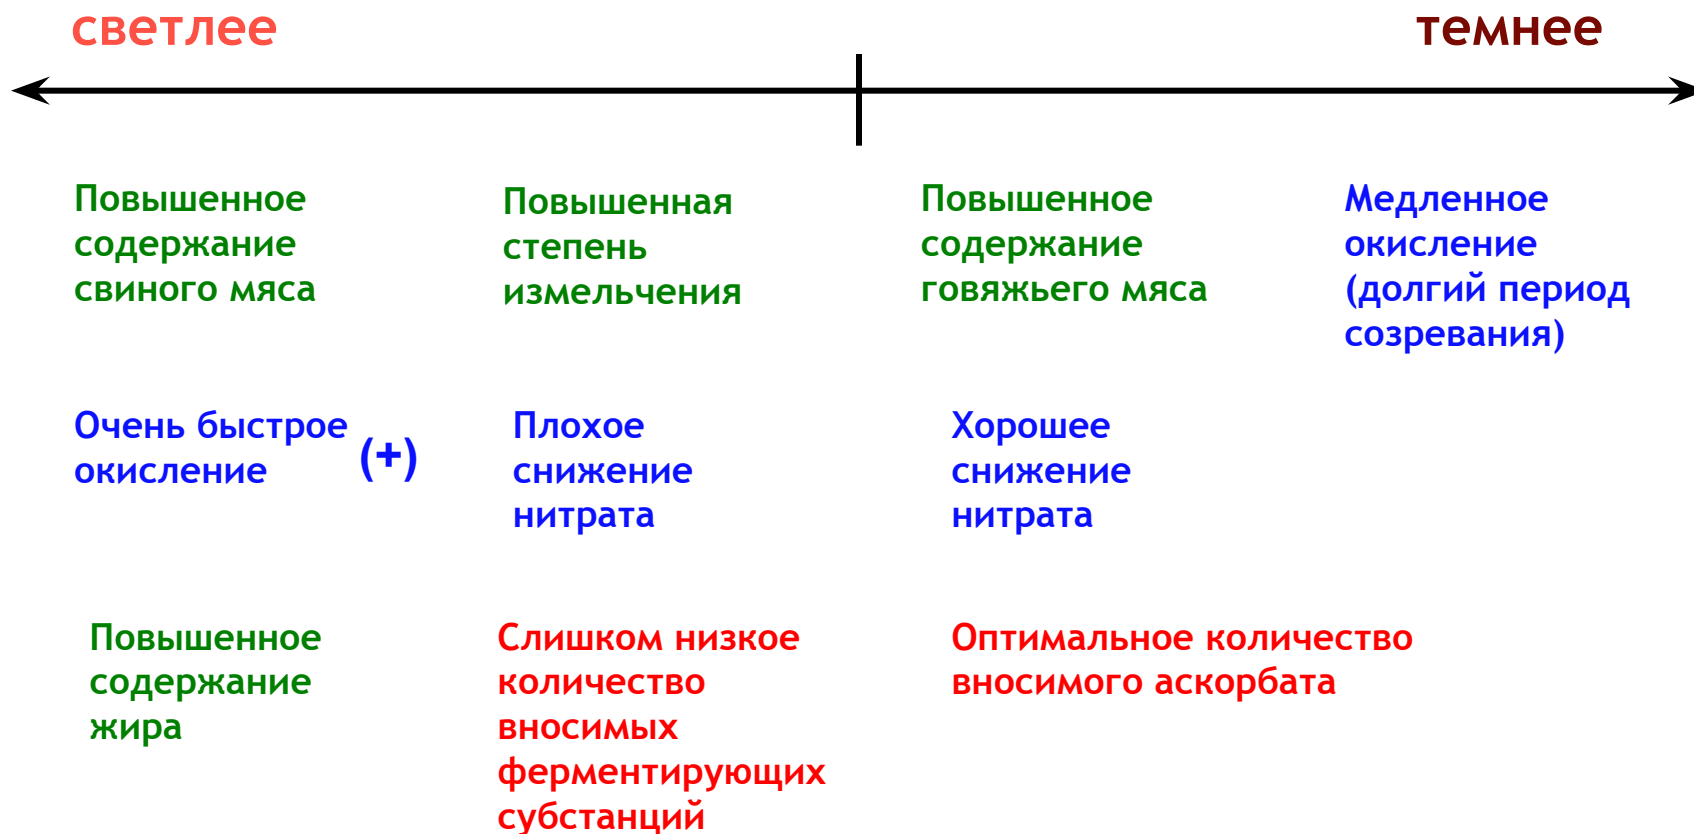 светлее
темнее
Повышенное
содержание
свиного мяса
Повышенная
степень
измельчения
Повышенное
содержание
говяжьего мяса
Медленное
окисление
(долгий период
созревания)
Очень быстрое
окисление
(+)
Плохое
снижение
нитрата
Хорошее
снижение
нитрата
Повышенное
содержание
жира
Слишком низкое
количество
вносимых
ферментирующих
субстанций
Оптимальное количество
вносимого аскорбата